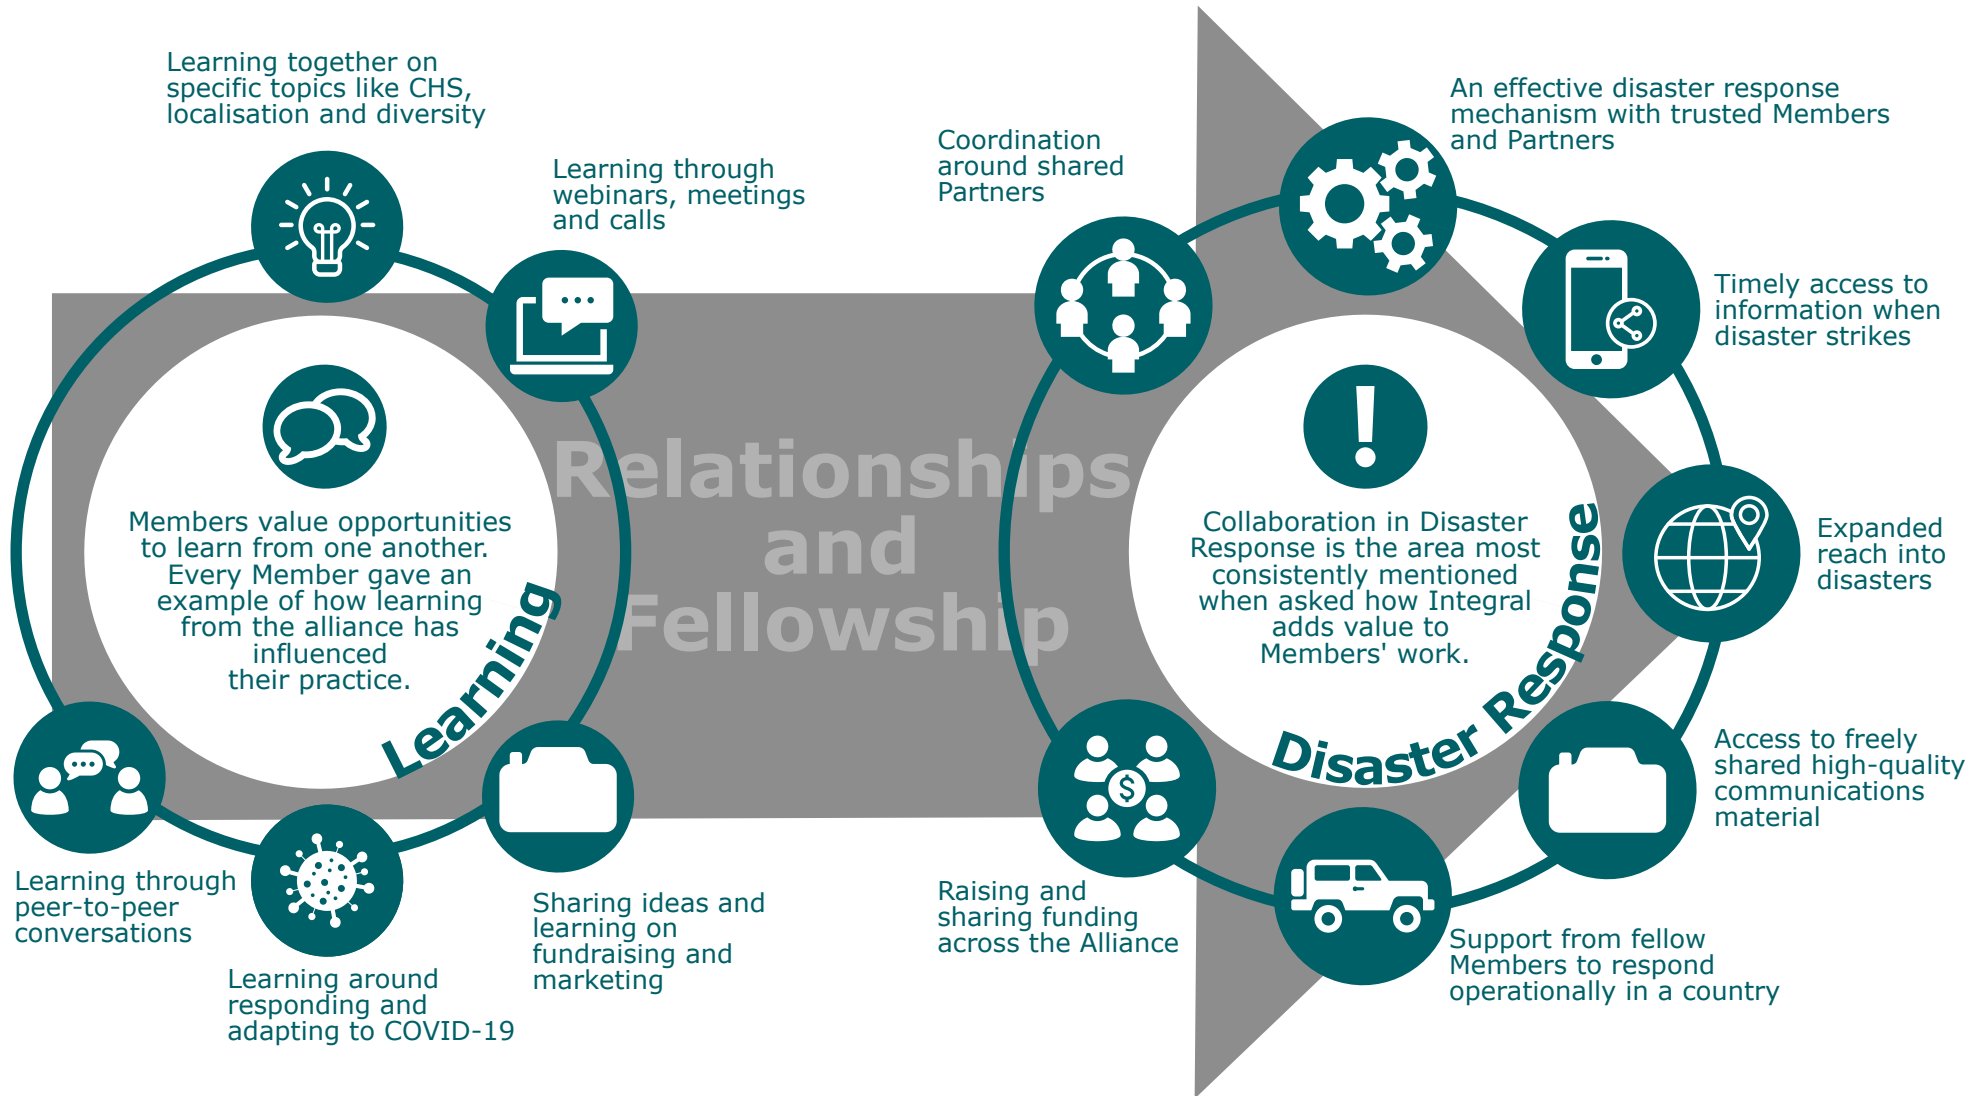 Learning together on
specific topics like CHS,
localisation and diversity
Learning through
webinars, meetings
and calls
Members value opportunities
to learn from one another.
Every Member gave an
example of how learning
from the alliance has
influenced
their practice.
Learning
Learning through
peer-to-peer
conversations
Learning around
responding and
adapting to COVID-19
Sharing ideas and
learning on
fundraising and
marketing
Relationships
and
Fellowship
Coordination
around shared
Partners
An effective disaster response
mechanism with trusted Members
and Partners
Timely access to
information when
disaster strikes
Expanded
reach into
disasters
Collaboration in Disaster
Response is the area most
consistently mentioned
when asked how Integral
adds value to
Members' work.
Disaster Response
$
Access to freely
shared high-quality
communications
material
Raising and
sharing funding
across the Alliance
Support from fellow
Members to respond
operationally in a country